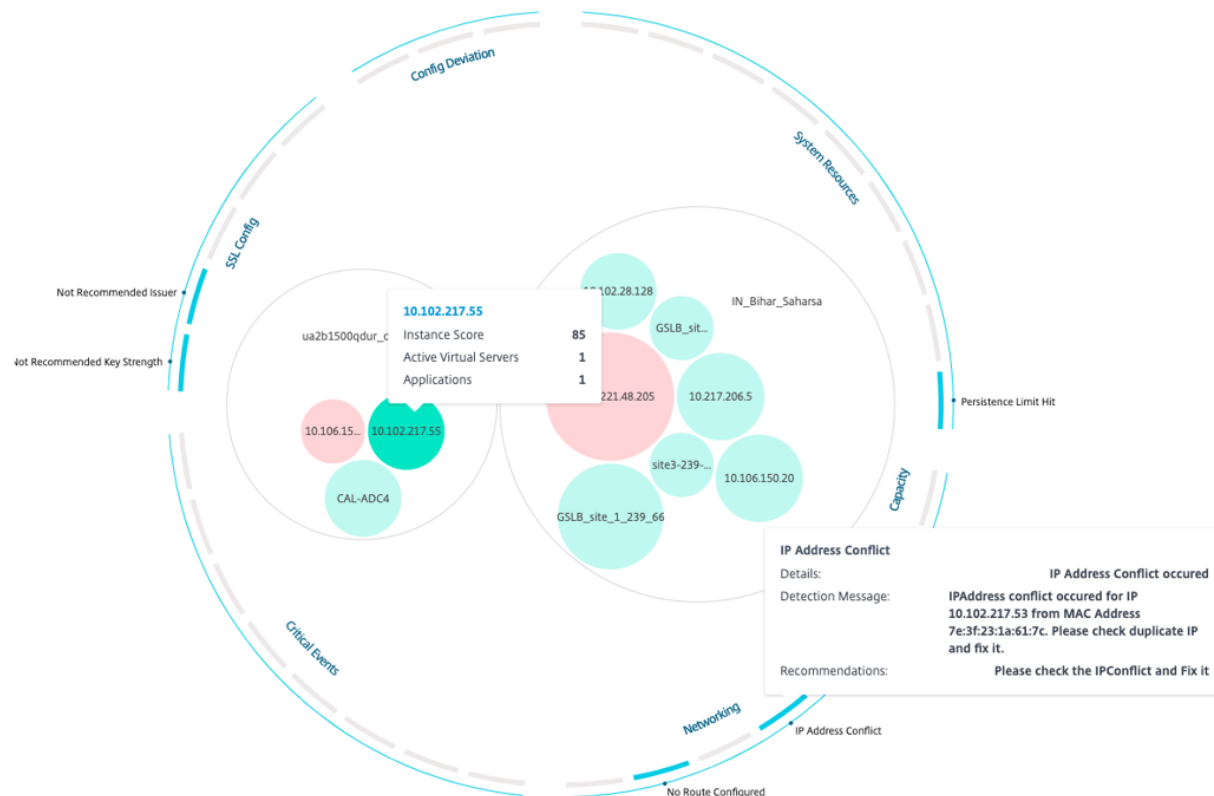 Config Deviation
System Resources
SSL Config
Not Recommended Issuer
Not Recommended Key Strength
10.102.28.128
IN_Bihar_Saharsa
GSLB_sit...
ua2b1500qdur_c
10.102.217.55
Instance Score 85
Active Virtual Servers 1
Applications 1
221.48.205
10.217.206.5
Persistence Limit Hit
10.106.15...
10.102.217.55
site3-239-...
10.106.150.20
CAL-ADC4
GSLB_site_1_239_66
Capacity
IP Address Conflict
Details: IP Address Conflict occured
Detection Message: IPAddress conflict occured for IP
10.102.217.53 from MAC Address
7e:3f:23:1a:61:7c. Please check duplicate IP
and fix it.
Recommendations: Please check the IPConflict and Fix it
Critical Events
Networking
IP Address Conflict
No Route Configured